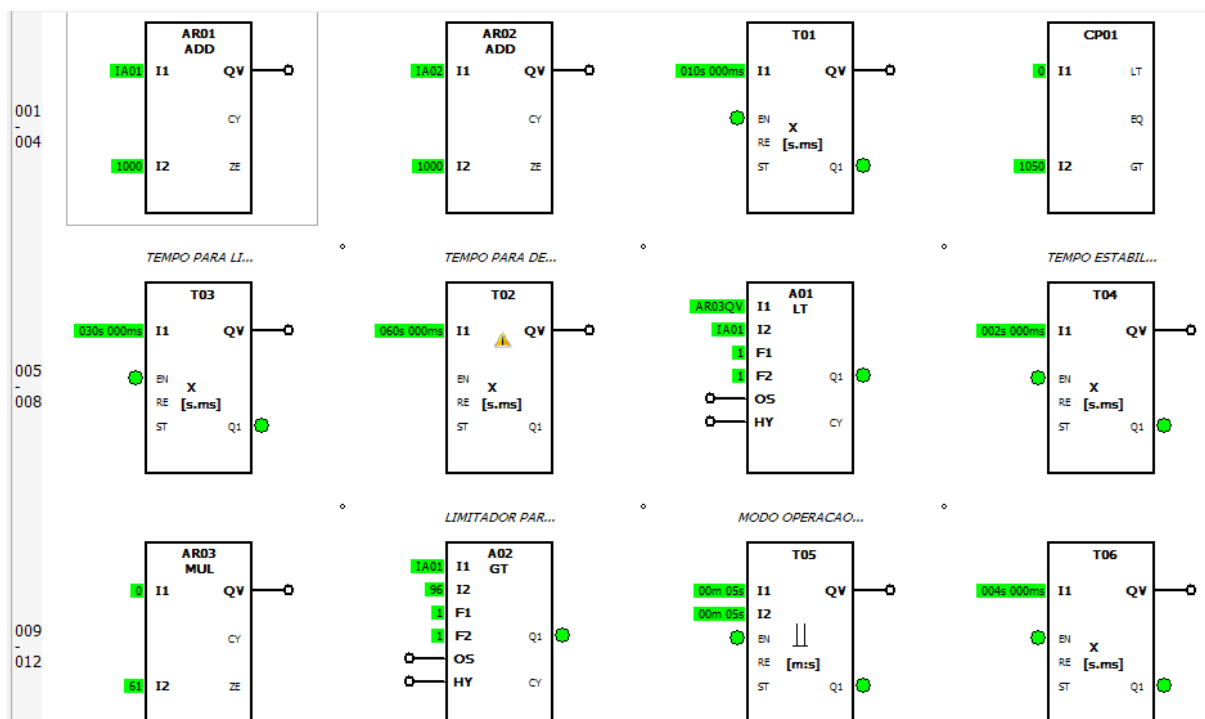 001
-
004
AR01
ADD
IA01 I1 QV
CY
1000 I2 ZE
AR02
ADD
IA02 I1 QV
CY
1000 I2 ZE
T01
010s 000ms I1 QV
EN X
RE [s.ms]
ST Q1
CP01
0 I1 LT
EQ
1050 I2 GT
005
-
008
TEMPO PARA LI...
T03
030s 000ms I1 QV
EN X
RE [s.ms]
ST Q1
TEMPO PARA DE...
T02
060s 000ms I1 QV
EN X
RE [s.ms]
ST Q1
A01
LT
AR03QV I1
IA01 I2
1 F1
1 F2 Q1
OS
HY CY
TEMPO ESTABIL...
T04
002s 000ms I1 QV
EN X
RE [s.ms]
ST Q1
009
-
012
AR03
MUL
0 I1 QV
CY
61 I2 ZE
LIMITADOR PAR...
A02
GT
IA01 I1
96 I2
1 F1
1 F2 Q1
OS
HY CY
MODO OPERACAO...
T05
00m 05s I1 QV
00m 05s I2
EN
RE [m:s]
ST Q1
T06
004s 000ms I1 QV
EN X
RE [s.ms]
ST Q1